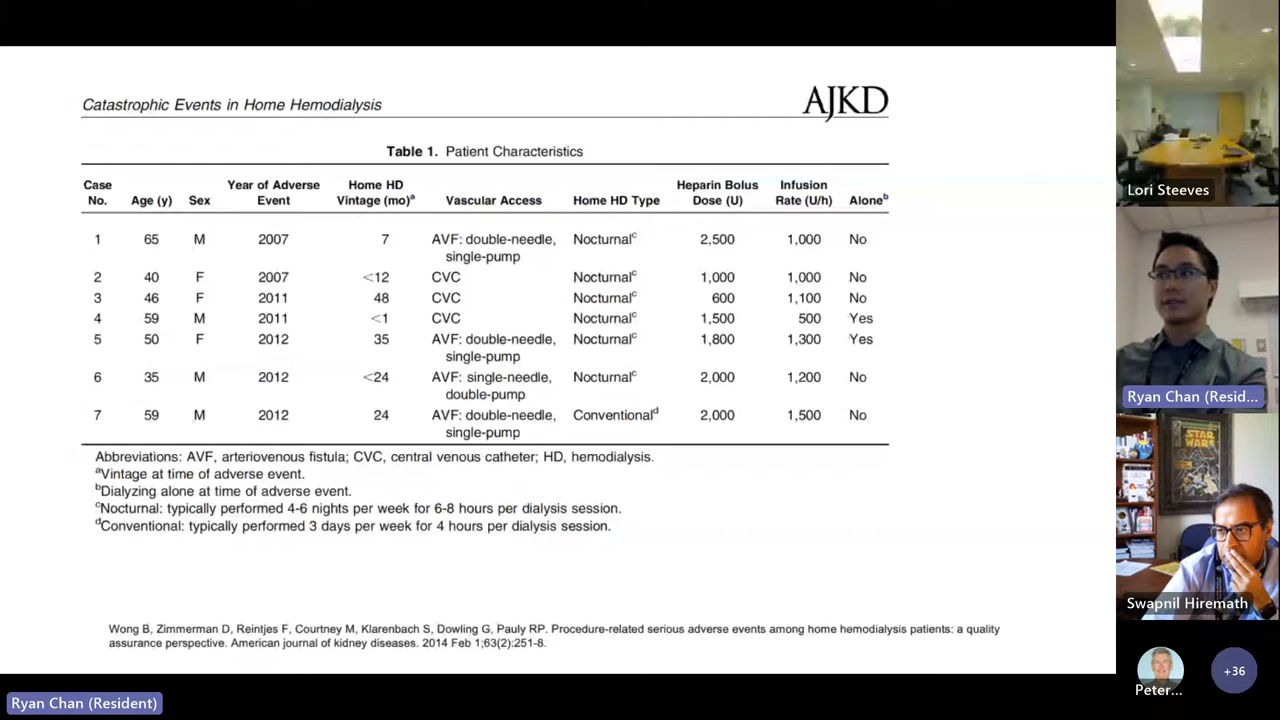 Catastrophic Events in Home Hemodialysis
AJKD
Table 1. Patient Characteristics
Case No. Age (y) Sex Year of Adverse Event Home HD Vintage (mo)a Vascular Access Home HD Type Heparin Bolus Dose (U) Infusion Rate (U/h) Aloneb
1 65 M 2007 7 AVF: double-needle, single-pump Nocturnalc 2,500 1,000 No
2 40 F 2007 <12 CVC Nocturnalc 1,000 1,000 No
3 46 F 2011 48 CVC Nocturnalc 600 1,100 No
4 59 M 2011 <1 CVC Nocturnalc 1,500 500 Yes
5 50 F 2012 35 AVF: double-needle, single-pump Nocturnalc 1,800 1,300 Yes
6 35 M 2012 <24 AVF: single-needle, double-pump Nocturnalc 2,000 1,200 No
7 59 M 2012 24 AVF: double-needle, single-pump Conventionald 2,000 1,500 No
Abbreviations: AVF, arteriovenous fistula; CVC, central venous catheter; HD, hemodialysis.
aVintage at time of adverse event.
bDialyzing alone at time of adverse event.
cNocturnal: typically performed 4-6 nights per week for 6-8 hours per dialysis session.
dConventional: typically performed 3 days per week for 4 hours per dialysis session.
Wong B, Zimmerman D, Reintjes F, Courtney M, Klarenbach S, Dowling G, Pauly RP. Procedure-related serious adverse events among home hemodialysis patients: a quality
assurance perspective. American journal of kidney diseases. 2014 Feb 1;63(2):251-8.
Ryan Chan (Resident)
Lori Steeves
Ryan Chan (Resid...
STAR WARS
AJKD
Swapnil Hiremath
Peter...
+36